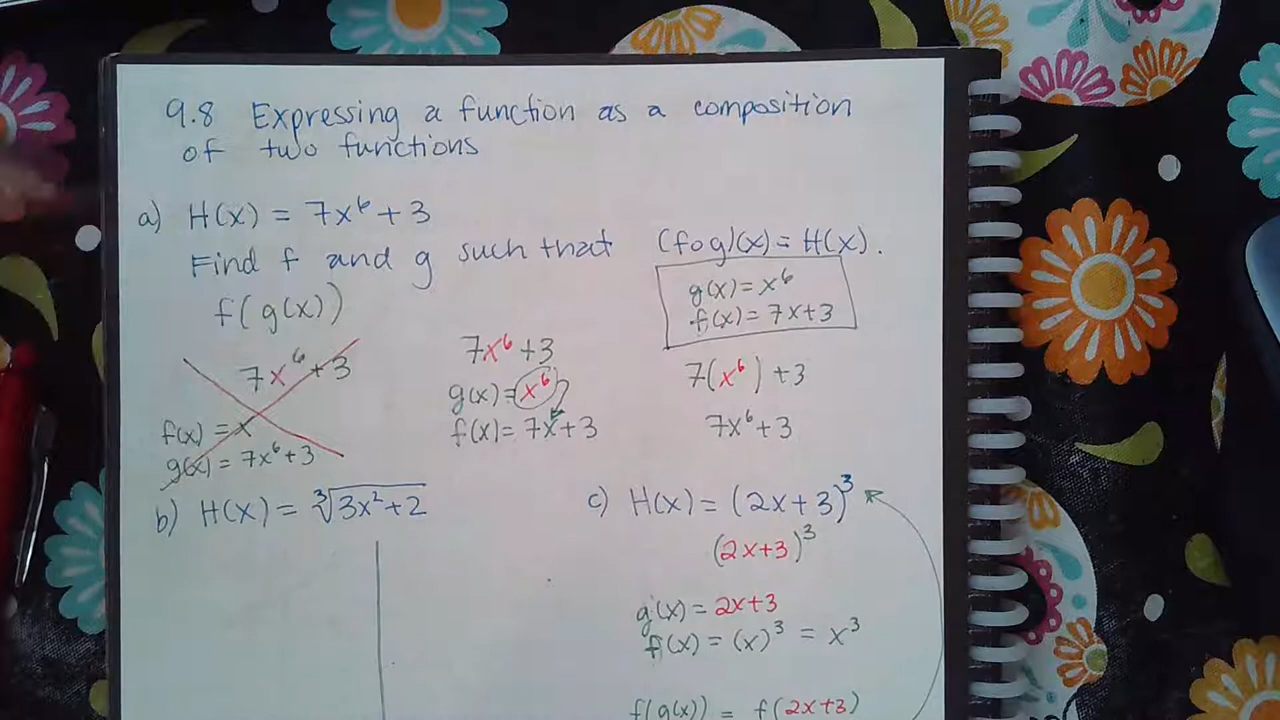 9.8 Expressing a function as a composition
of two functions
a) H(x) = 7x⁶ + 3
Find f and g such that (f∘g)(x) = H(x).
f(g(x))
g(x) = x⁶
f(x) = 7x+3
7x⁶ + 3
f(x) = x
g(x) = 7x⁶+3
7x⁶ + 3
g(x) = x⁶
f(x) = 7x+3
7(x⁶) + 3
7x⁶ + 3
b) H(x) = ∛(3x²+2)
c) H(x) = (2x+3)³
(2x+3)³
g(x) = 2x+3
f(x) = (x)³ = x³
f(g(x)) = f(2x+3)